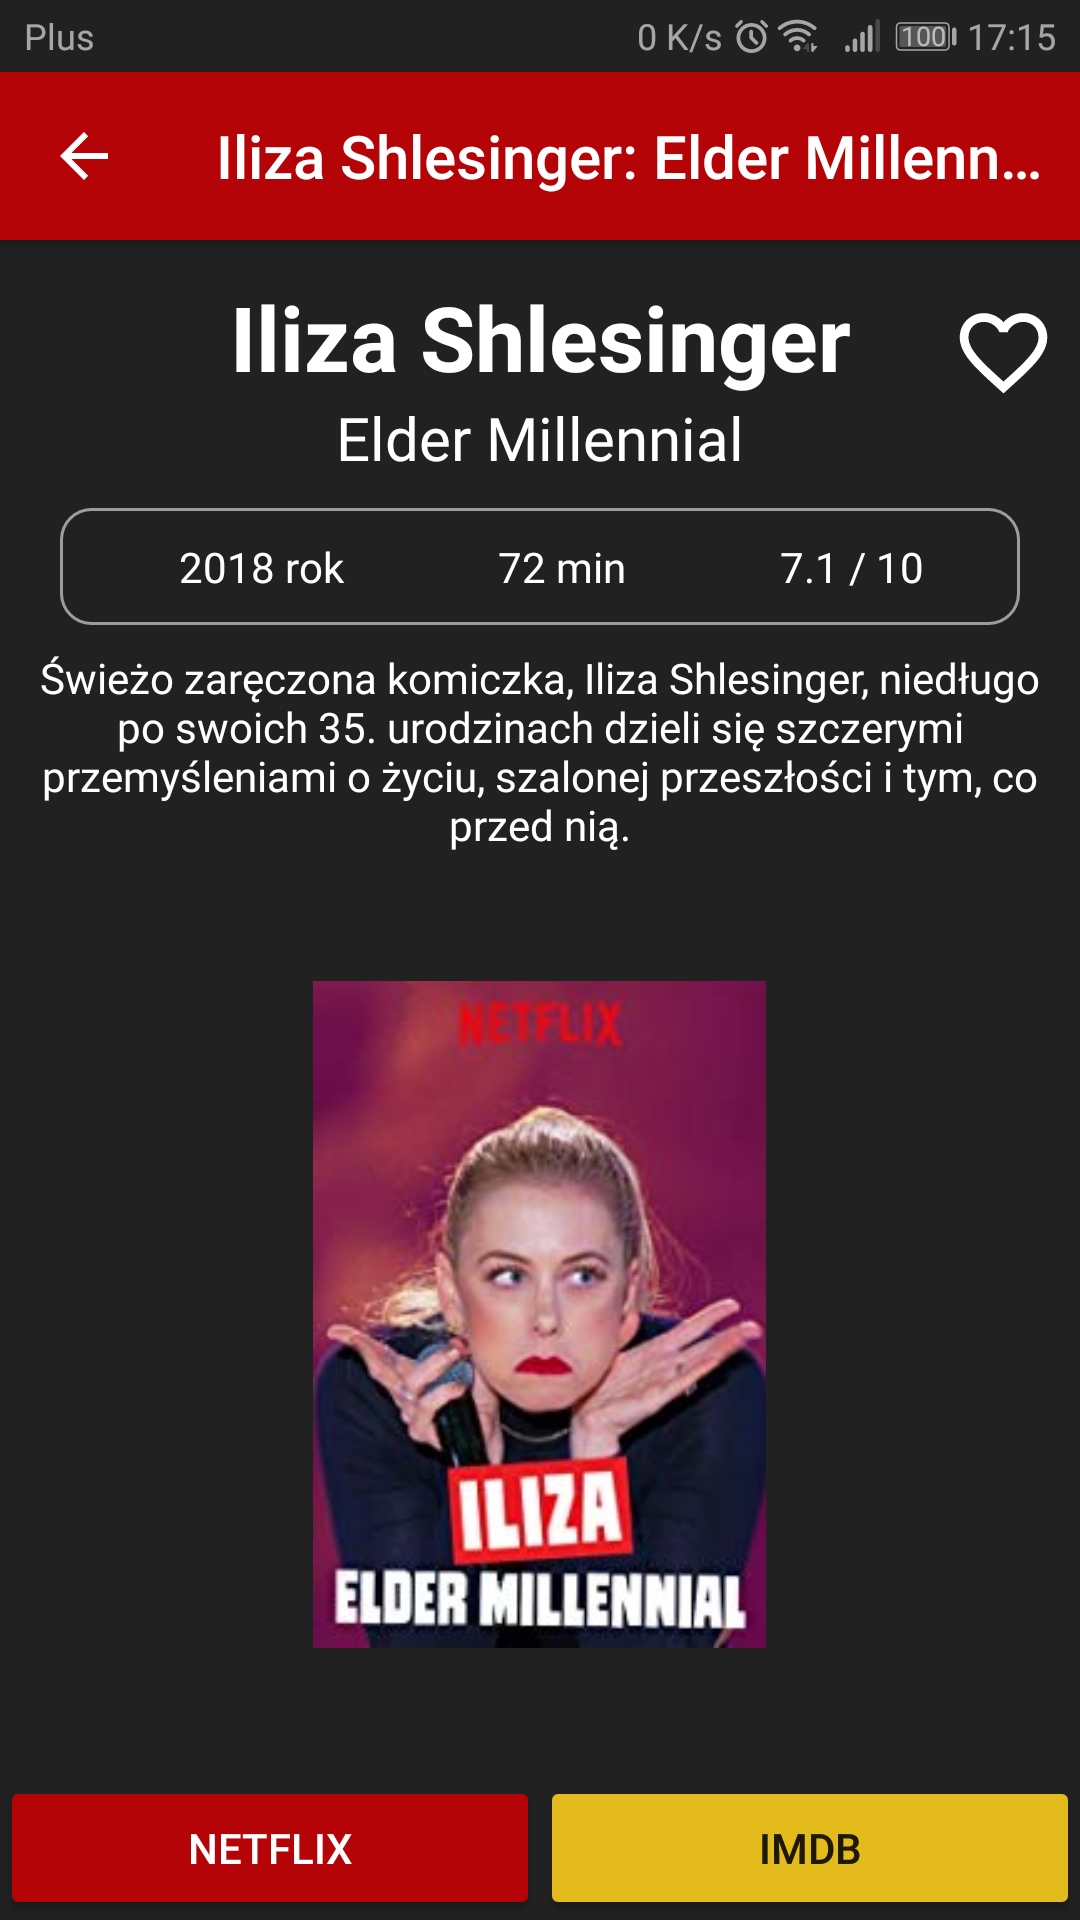 Plus 0 K/s 100 17:15
Iliza Shlesinger: Elder Millenn...
Iliza Shlesinger
Elder Millennial
2018 rok 72 min 7.1 / 10
Świeżo zaręczona komiczka, Iliza Shlesinger, niedługo
po swoich 35. urodzinach dzieli się szczerymi
przemyśleniami o życiu, szalonej przeszłości i tym, co
przed nią.
NETFLIX
ILIZA
ELDER MILLENNIAL
NETFLIX IMDB